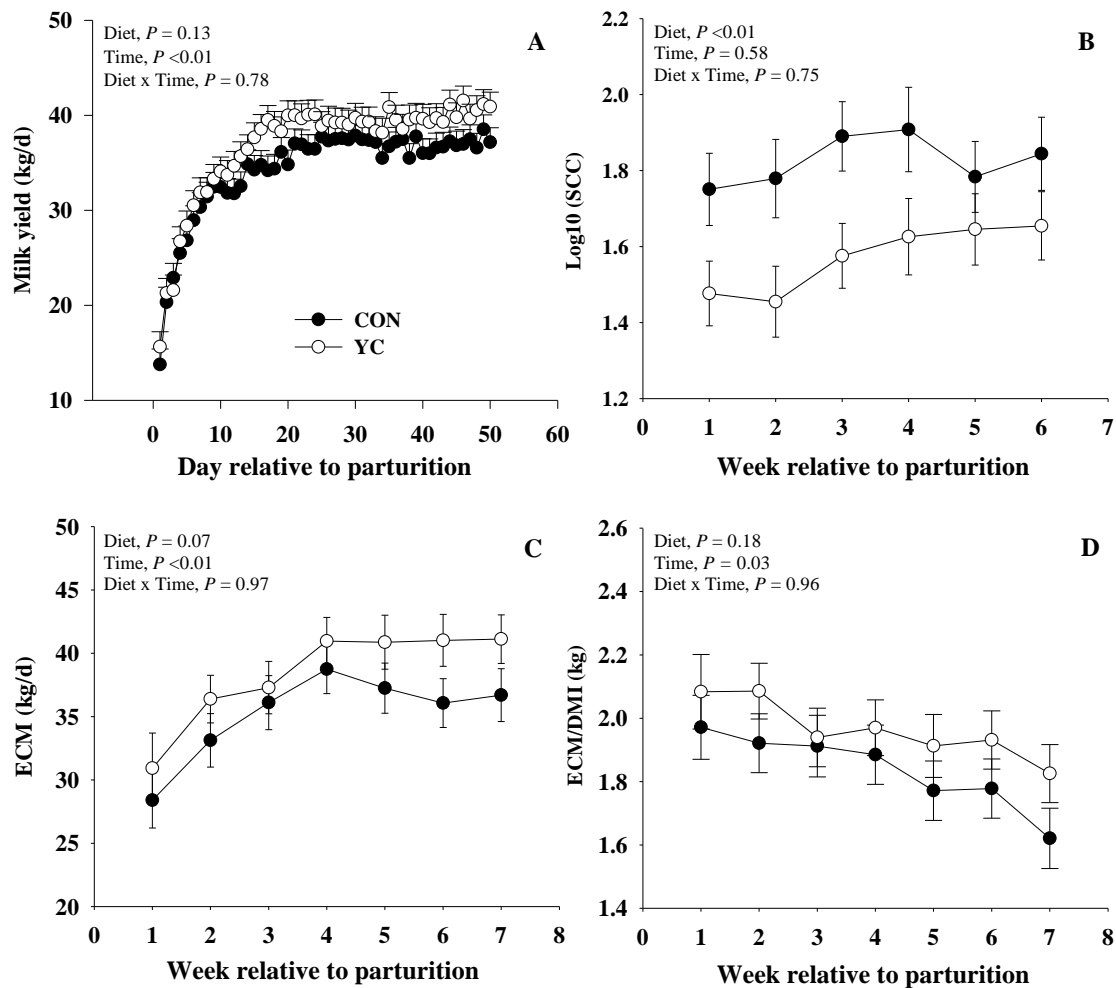 Diet, P = 0.13
Time, P <0.01
Diet x Time, P = 0.78
A
Milk yield (kg/d)
50
40
30
20
10
CON
YC
0 10 20 30 40 50 60
Day relative to parturition
Diet, P <0.01
Time, P = 0.58
Diet x Time, P = 0.75
B
Log10 (SCC)
2.2
2.0
1.8
1.6
1.4
1.2
0 1 2 3 4 5 6 7
Week relative to parturition
Diet, P = 0.07
Time, P <0.01
Diet x Time, P = 0.97
C
ECM (kg/d)
50
45
40
35
30
25
20
0 1 2 3 4 5 6 7 8
Week relative to parturition
Diet, P = 0.18
Time, P = 0.03
Diet x Time, P = 0.96
D
ECM/DMI (kg)
2.6
2.4
2.2
2.0
1.8
1.6
1.4
0 1 2 3 4 5 6 7 8
Week relative to parturition